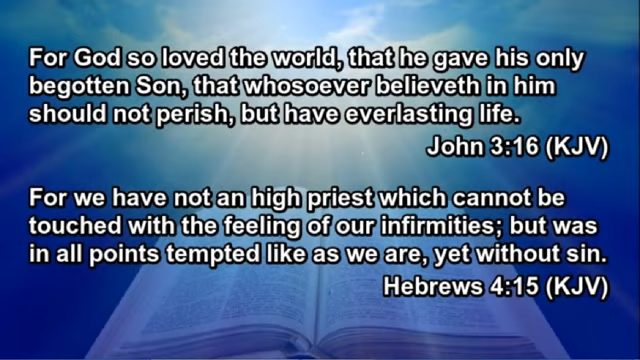 For God so loved the world, that he gave his only
begotten Son, that whosoever believeth in him
should not perish, but have everlasting life.
John 3:16 (KJV)
For we have not an high priest which cannot be
touched with the feeling of our infirmities; but was
in all points tempted like as we are, yet without sin.
Hebrews 4:15 (KJV)